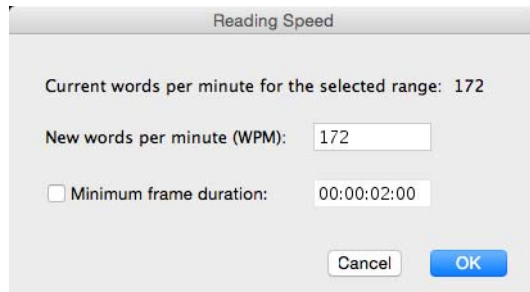 Reading Speed
Current words per minute for the selected range: 172
New words per minute (WPM): 172
Minimum frame duration: 00:00:02:00
Cancel OK